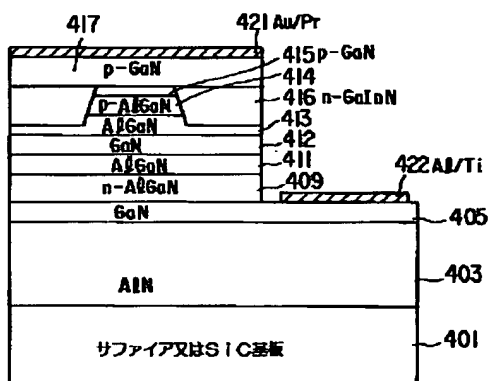 421 Au/Pr
417
p-GaN
415 p-GaN
414
p-AlGaN
416 n-GaInN
AlGaN
413
GaN
412
AlGaN
411
n-AlGaN
409
422 Al/Ti
GaN
405
AlN
403
サファイア又はSiC基板
401